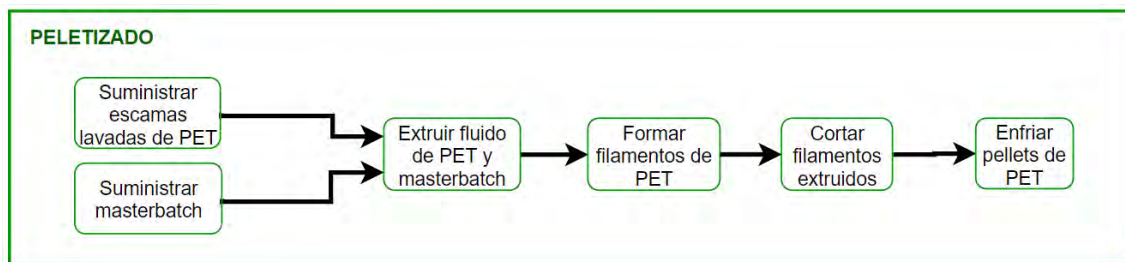 PELETIZADO
Suministrar
escamas
lavadas de PET
Suministrar
masterbatch
Extruir fluido
de PET y
masterbatch
Formar
filamentos de
PET
Cortar
filamentos
extruidos
Enfriar
pellets de
PET